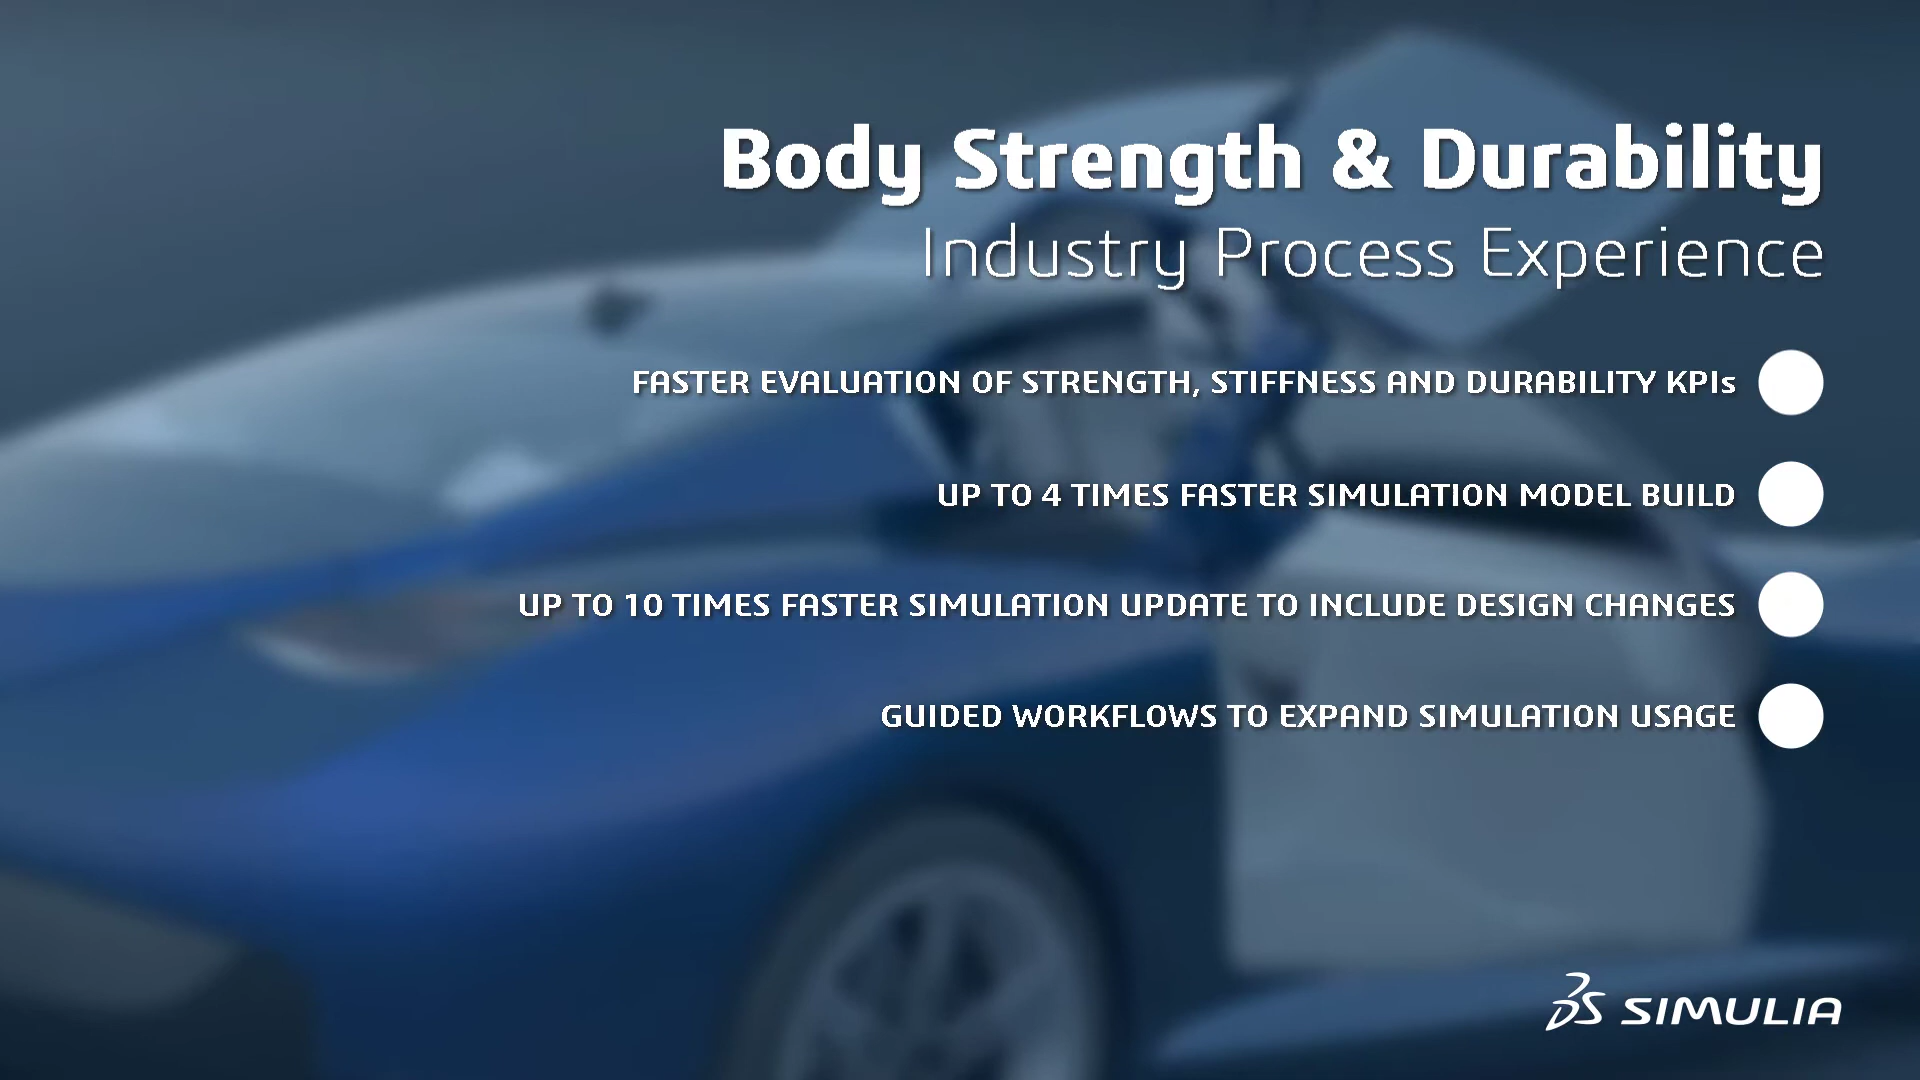 Body Strength & Durability
Industry Process Experience
FASTER EVALUATION OF STRENGTH, STIFFNESS AND DURABILITY KPIs
UP TO 4 TIMES FASTER SIMULATION MODEL BUILD
UP TO 10 TIMES FASTER SIMULATION UPDATE TO INCLUDE DESIGN CHANGES
GUIDED WORKFLOWS TO EXPAND SIMULATION USAGE
3DS SIMULIA